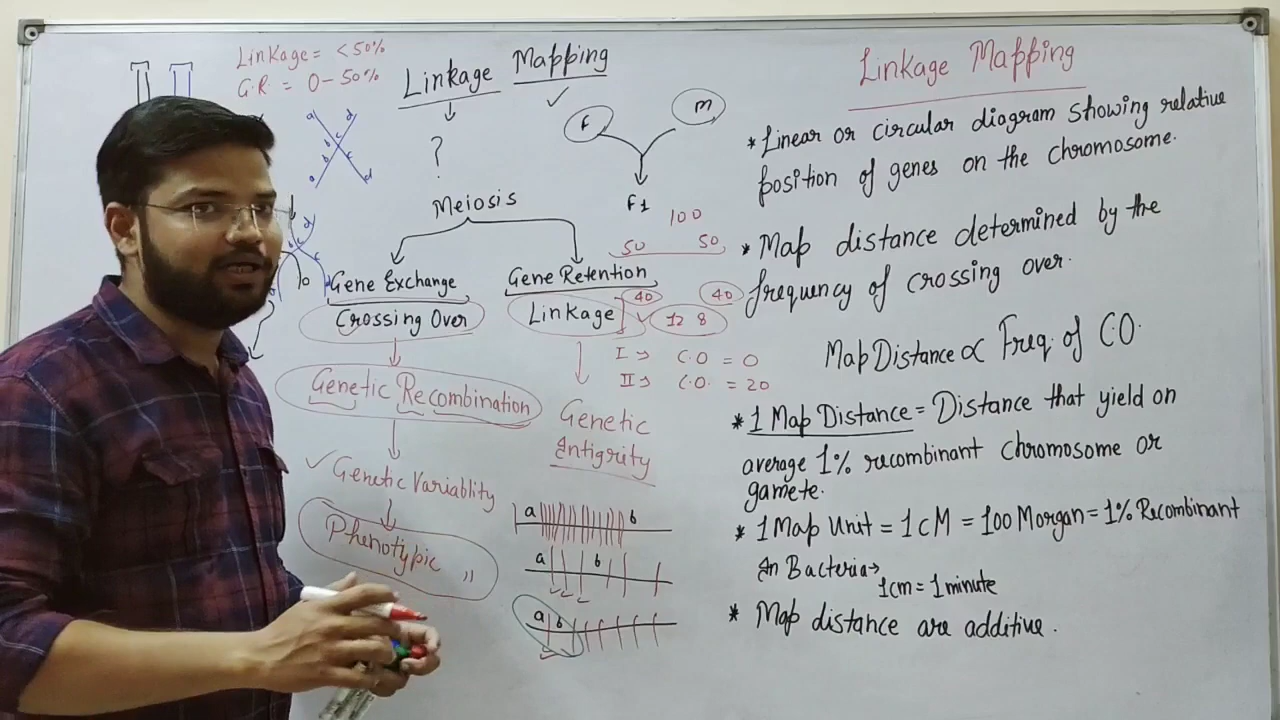 Linkage = <50%
G.R. = 0-50%
a d
c
b b c
a d
d
b c
Linkage Mapping
?
✓
f m
F1
100
50 50
Meiosis
Gene Exchange
Crossing Over
Genetic Recombination
✓ Genetic Variablity
Phenotypic "
Gene Retention
Linkage
40 40
✓ 12 8
I → C.O = 0
II → C.O. = 20
Genetic
Antigrity
a b
a b
a b
Linkage Mapping
* Linear or circular diagram showing relative
position of genes on the chromosome.
* Map distance determined by the
frequency of crossing over.
Map Distance ∝ Freq. of CO.
* 1 Map Distance = Distance that yield on
average 1% recombinant chromosome or
gamete.
* 1 Map Unit = 1 cM = 100 Morgan = 1% Recombinant
In Bacteria→
1cm = 1 minute
* Map distance are additive.